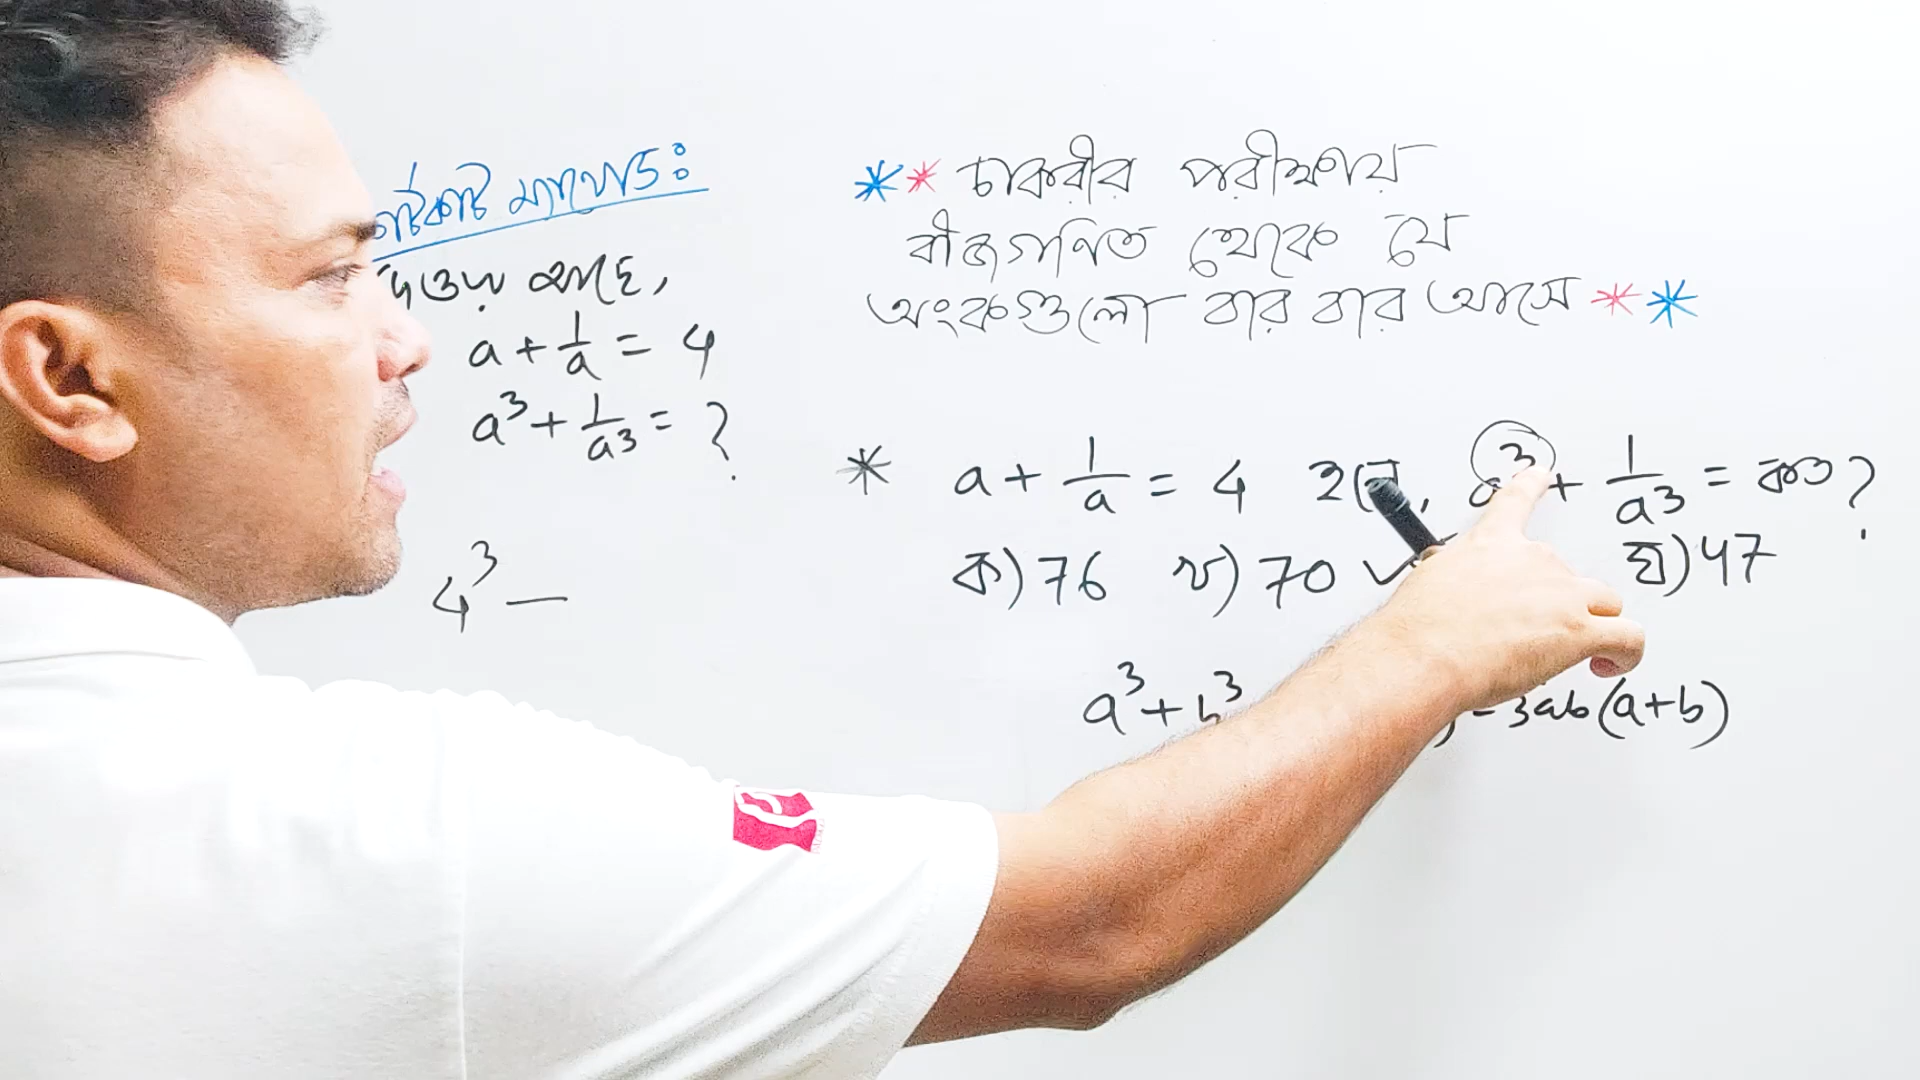 ম্যাথোড:
আছে,
a + 1/a = 4
a³ + 1/a³ = ?
4³ —
** চাকরীর পরীক্ষায়
বীজগণিত থেকে যে
অংকগুলো বার বার আসে **
* a + 1/a = 4 হলে, a³ + 1/a³ = কত?
ক) 76 খ) 70 ✓ ঘ) 47
a³ + b³ - 3ab(a+b)